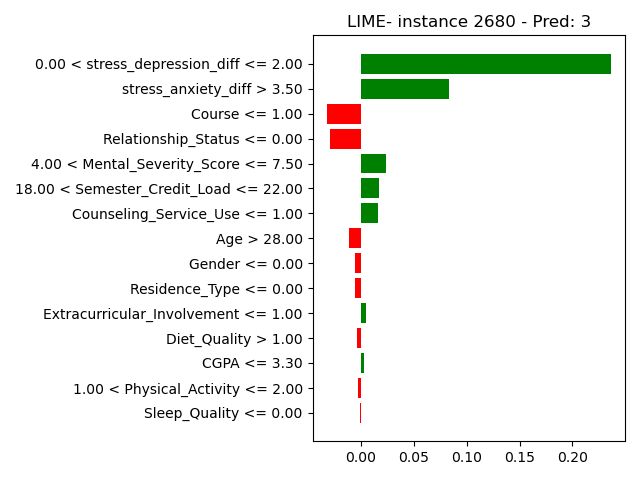 LIME- instance 2680 - Pred: 3
0.00 < stress_depression_diff <= 2.00
stress_anxiety_diff > 3.50
Course <= 1.00
Relationship_Status <= 0.00
4.00 < Mental_Severity_Score <= 7.50
18.00 < Semester_Credit_Load <= 22.00
Counseling_Service_Use <= 1.00
Age > 28.00
Gender <= 0.00
Residence_Type <= 0.00
Extracurricular_Involvement <= 1.00
Diet_Quality > 1.00
CGPA <= 3.30
1.00 < Physical_Activity <= 2.00
Sleep_Quality <= 0.00
0.00 0.05 0.10 0.15 0.20